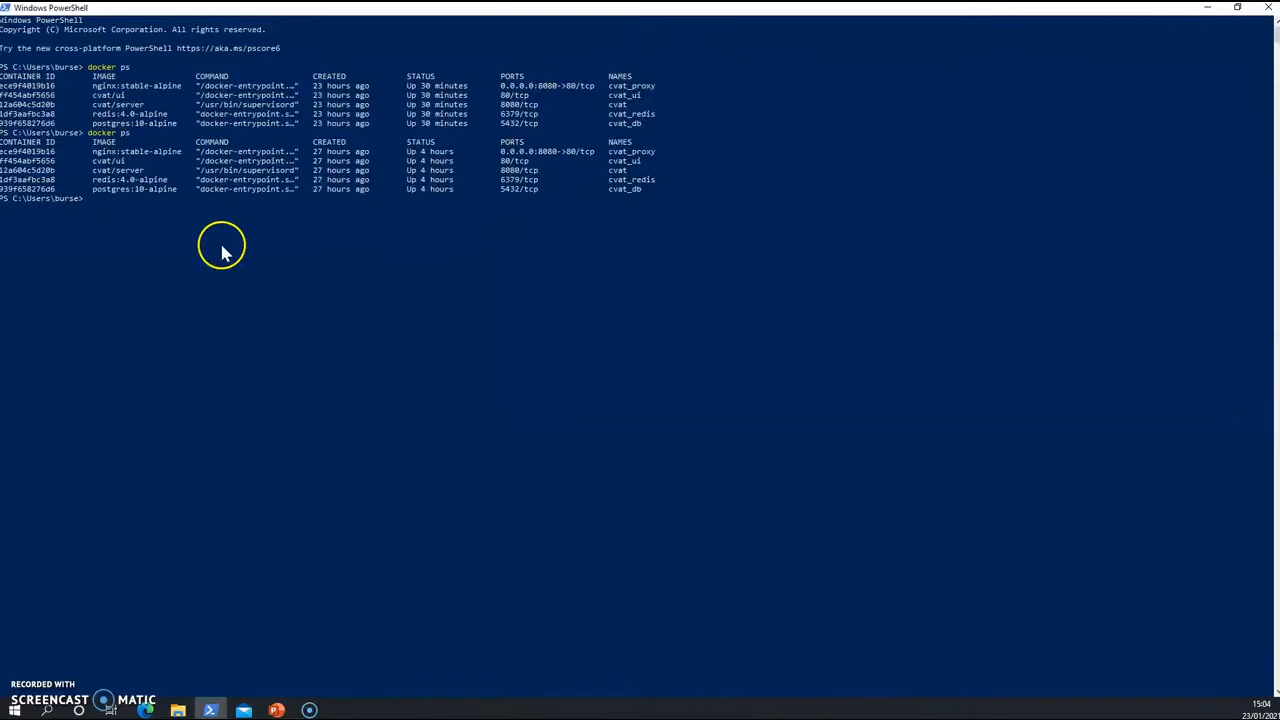 Windows PowerShell
Windows PowerShell
Copyright (C) Microsoft Corporation. All rights reserved.
Try the new cross-platform PowerShell https://aka.ms/pscore6
PS C:\Users\burse> docker ps
CONTAINER ID IMAGE COMMAND CREATED STATUS PORTS NAMES
ece9f4019b16 nginx:stable-alpine "/docker-entrypoint.…" 23 hours ago Up 30 minutes 0.0.0.0:8080->80/tcp cvat_proxy
ff454abf5656 cvat/ui "/docker-entrypoint.…" 23 hours ago Up 30 minutes 80/tcp cvat_ui
12a604c5d20b cvat/server "/usr/bin/supervisord" 23 hours ago Up 30 minutes 8080/tcp cvat
1df3aafbc3a8 redis:4.0-alpine "docker-entrypoint.s…" 23 hours ago Up 30 minutes 6379/tcp cvat_redis
939f658276d6 postgres:10-alpine "docker-entrypoint.s…" 23 hours ago Up 30 minutes 5432/tcp cvat_db
PS C:\Users\burse> docker ps
CONTAINER ID IMAGE COMMAND CREATED STATUS PORTS NAMES
ece9f4019b16 nginx:stable-alpine "/docker-entrypoint.…" 27 hours ago Up 4 hours 0.0.0.0:8080->80/tcp cvat_proxy
ff454abf5656 cvat/ui "/docker-entrypoint.…" 27 hours ago Up 4 hours 80/tcp cvat_ui
12a604c5d20b cvat/server "/usr/bin/supervisord" 27 hours ago Up 4 hours 8080/tcp cvat
1df3aafbc3a8 redis:4.0-alpine "docker-entrypoint.s…" 27 hours ago Up 4 hours 6379/tcp cvat_redis
939f658276d6 postgres:10-alpine "docker-entrypoint.s…" 27 hours ago Up 4 hours 5432/tcp cvat_db
PS C:\Users\burse>
RECORDED WITH
SCREENCAST MATIC
15:04
23/01/2021